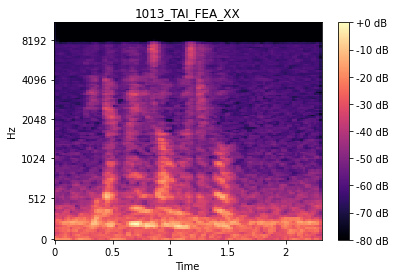 1013_TAI_FEA_XX
+0 dB
8192
-10 dB
4096
-20 dB
-30 dB
2048
Hz
-40 dB
1024
-50 dB
512
-60 dB
-70 dB
0
-80 dB
0 0.5 1 1.5 2
Time